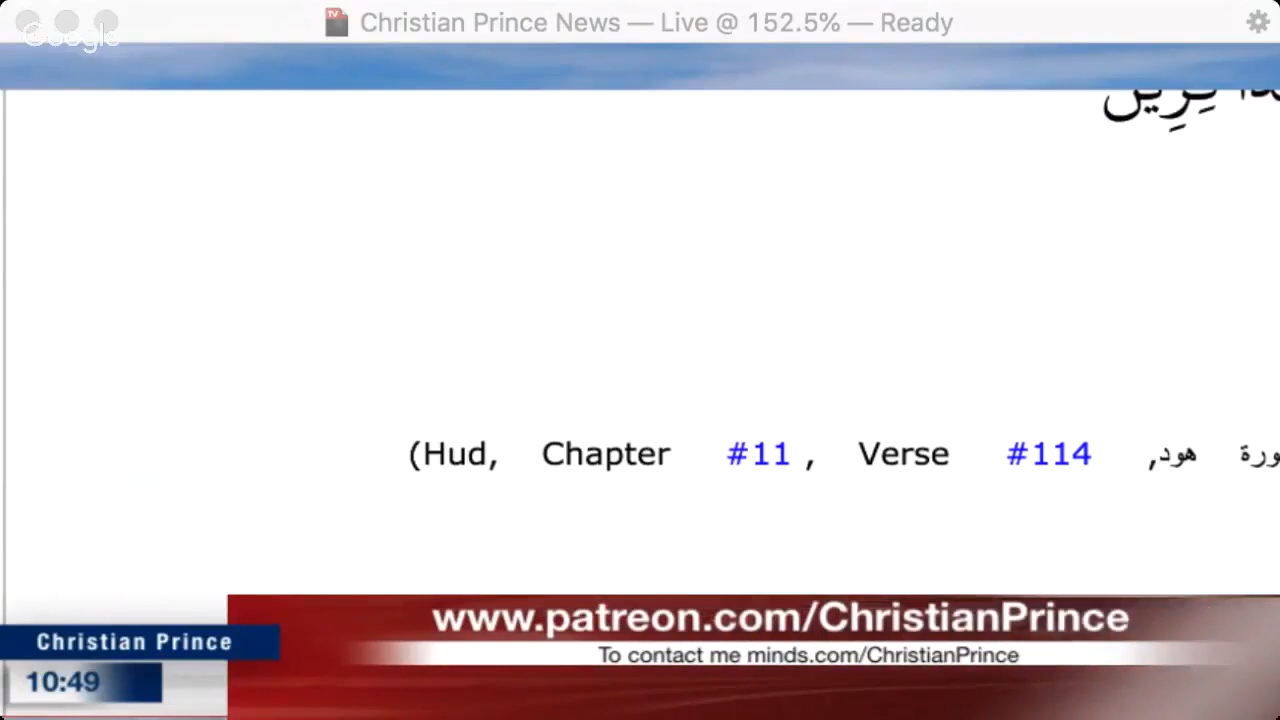 Google
Christian Prince News — Live @ 152.5% — Ready
(Hud, Chapter #11 , Verse #114 هود,
www.patreon.com/ChristianPrince
To contact me minds.com/ChristianPrince
Christian Prince
10:49